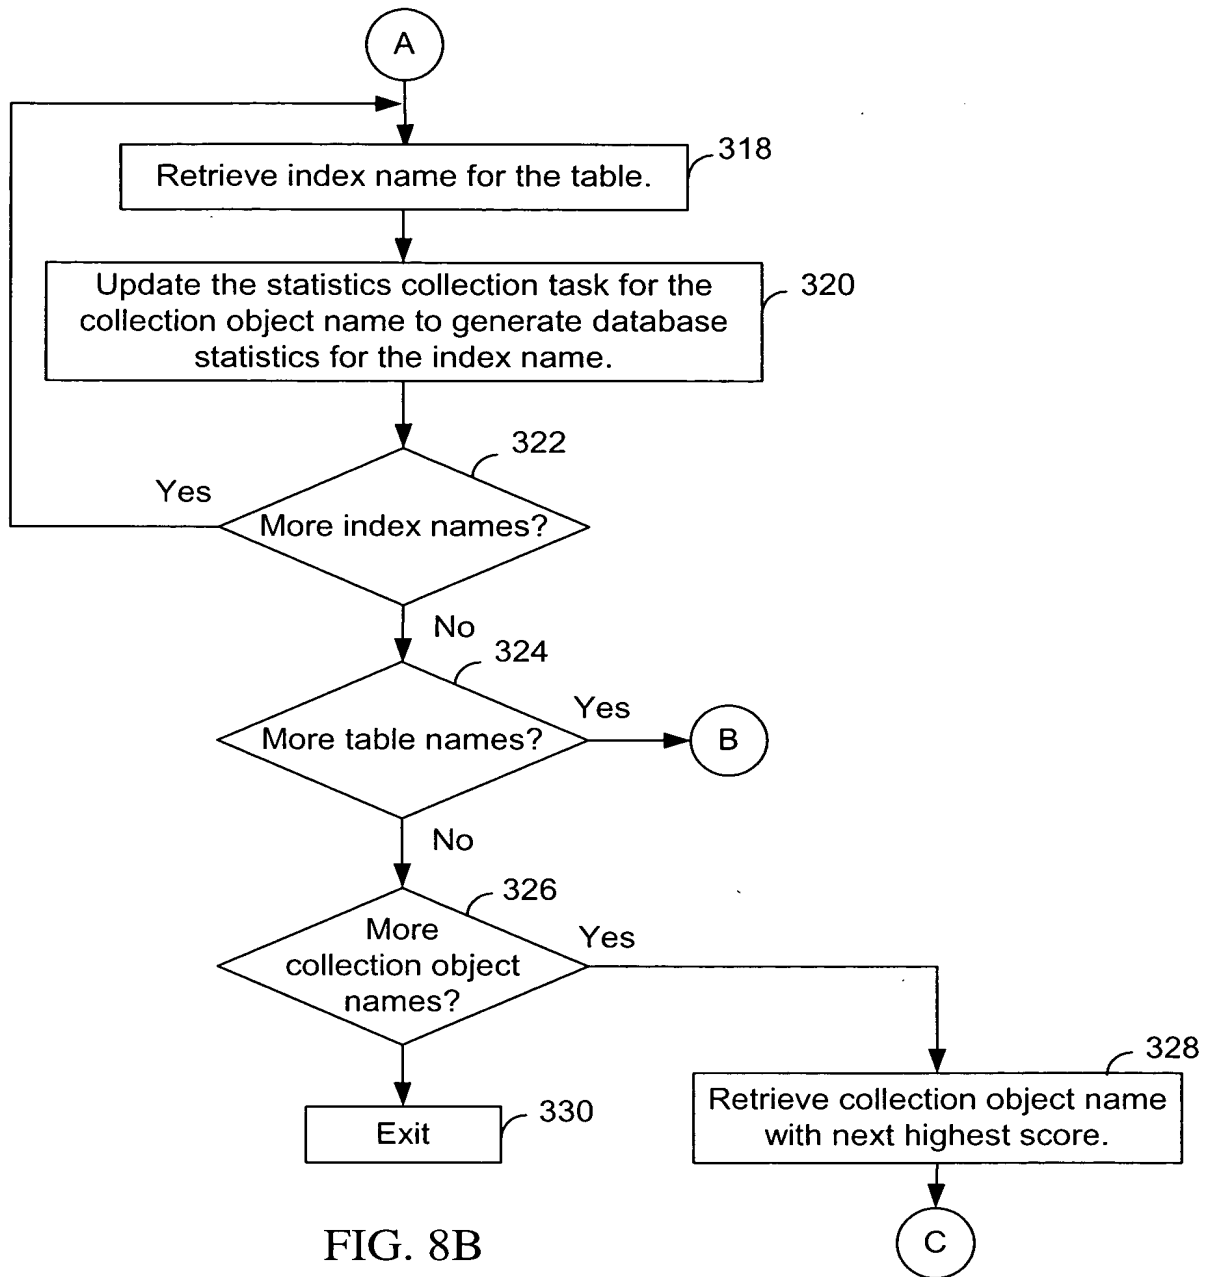 A
Retrieve index name for the table.
318
Update the statistics collection task for the
collection object name to generate database
statistics for the index name.
320
322
Yes
More index names?
No
324
Yes
More table names?
B
No
326
More
collection object
names?
Yes
328
Retrieve collection object name
with next highest score.
330
Exit
C
FIG. 8B